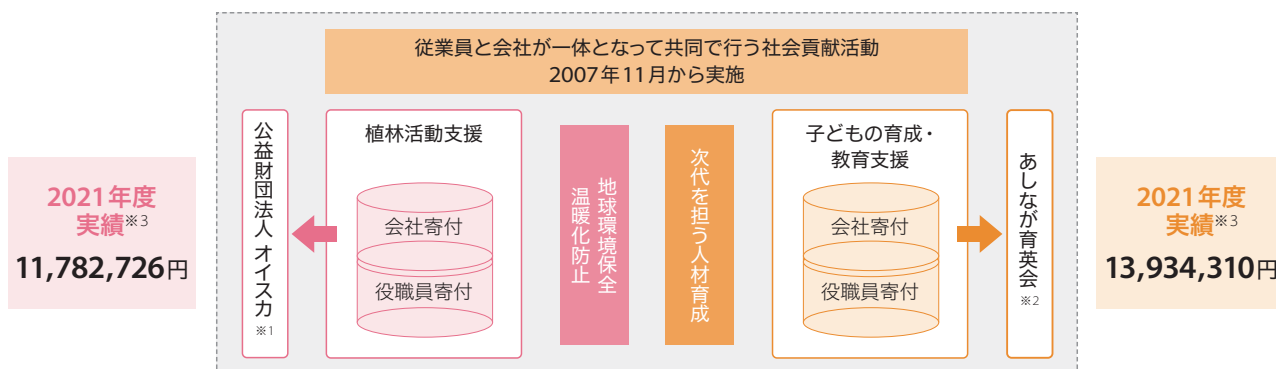 従業員と会社が一体となって共同で行う社会貢献活動
2007年11月から実施
2021年度
実績※3
11,782,726円
公益財団法人 オイスカ
※1
植林活動支援
会社寄付
役職員寄付
地球環境保全
温暖化防止
次代を担う人材育成
子どもの育成・
教育支援
会社寄付
役職員寄付
あしなが育英会
※2
2021年度
実績※3
13,934,310円